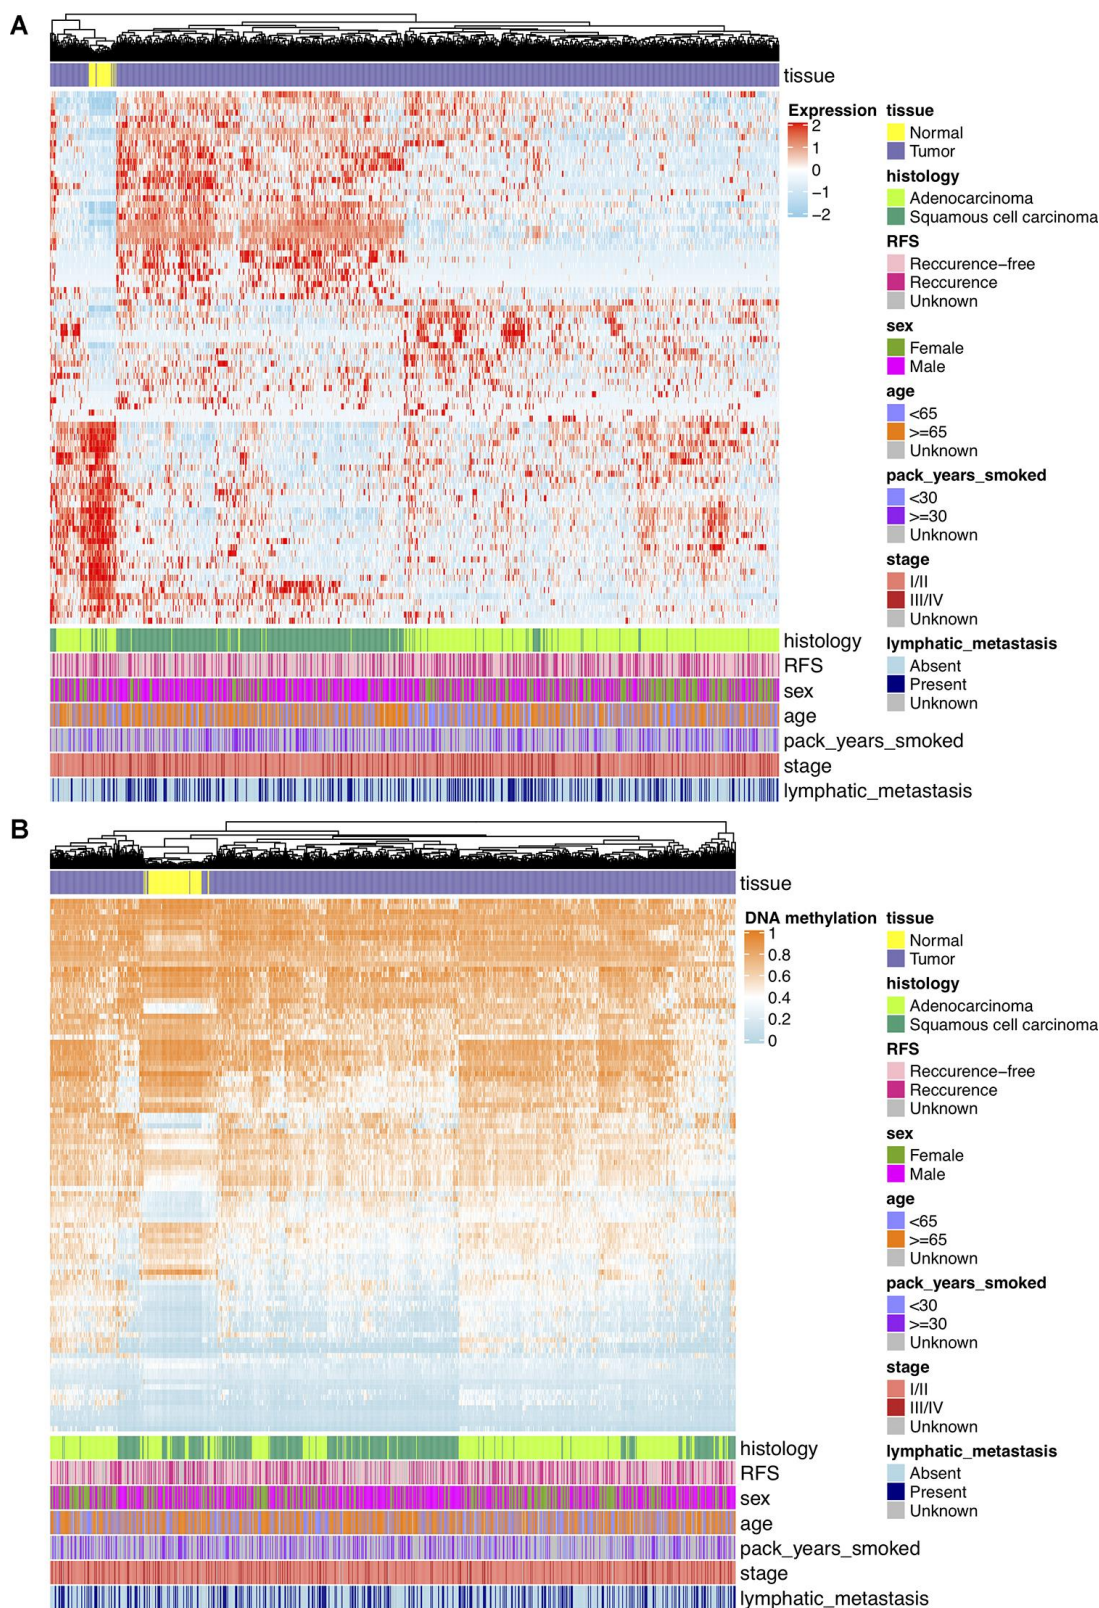 A
tissue
Expression
2
1
0
−1
−2
tissue
Normal
Tumor
histology
Adenocarcinoma
Squamous cell carcinoma
RFS
Reccurence−free
Reccurence
Unknown
sex
Female
Male
age
<65
>=65
Unknown
pack_years_smoked
<30
>=30
Unknown
stage
I/II
III/IV
Unknown
lymphatic_metastasis
Absent
Present
Unknown
histology
RFS
sex
age
pack_years_smoked
stage
lymphatic_metastasis
B
tissue
DNA methylation
1
0.8
0.6
0.4
0.2
0
tissue
Normal
Tumor
histology
Adenocarcinoma
Squamous cell carcinoma
RFS
Reccurence−free
Reccurence
Unknown
sex
Female
Male
age
<65
>=65
Unknown
pack_years_smoked
<30
>=30
Unknown
stage
I/II
III/IV
Unknown
lymphatic_metastasis
Absent
Present
Unknown
histology
RFS
sex
age
pack_years_smoked
stage
lymphatic_metastasis